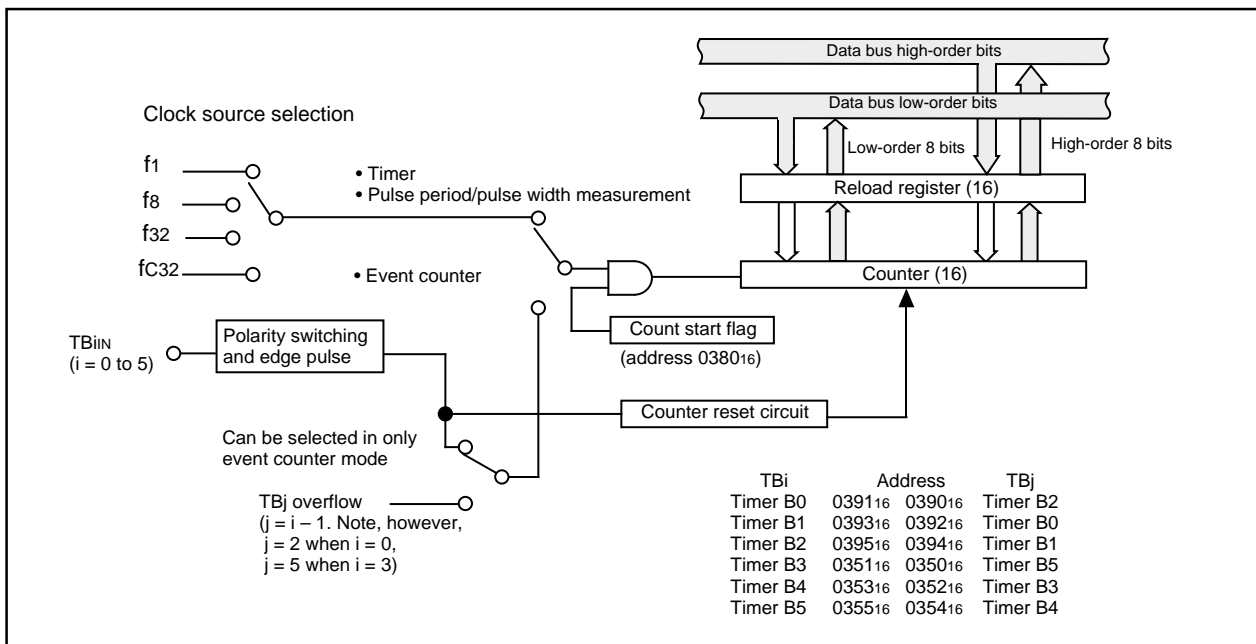 Data bus high-order bits
Data bus low-order bits
Clock source selection
Low-order 8 bits
High-order 8 bits
f1
f8
f32
fC32
• Timer
• Pulse period/pulse width measurement
Reload register (16)
• Event counter
Counter (16)
TBiIN
(i = 0 to 5)
Polarity switching
and edge pulse
Count start flag
(address 038016)
Counter reset circuit
Can be selected in only
event counter mode
TBj overflow
(j = i – 1. Note, however,
j = 2 when i = 0,
j = 5 when i = 3)
TBi Address TBj
Timer B0 039116 039016 Timer B2
Timer B1 039316 039216 Timer B0
Timer B2 039516 039416 Timer B1
Timer B3 035116 035016 Timer B5
Timer B4 035316 035216 Timer B3
Timer B5 035516 035416 Timer B4